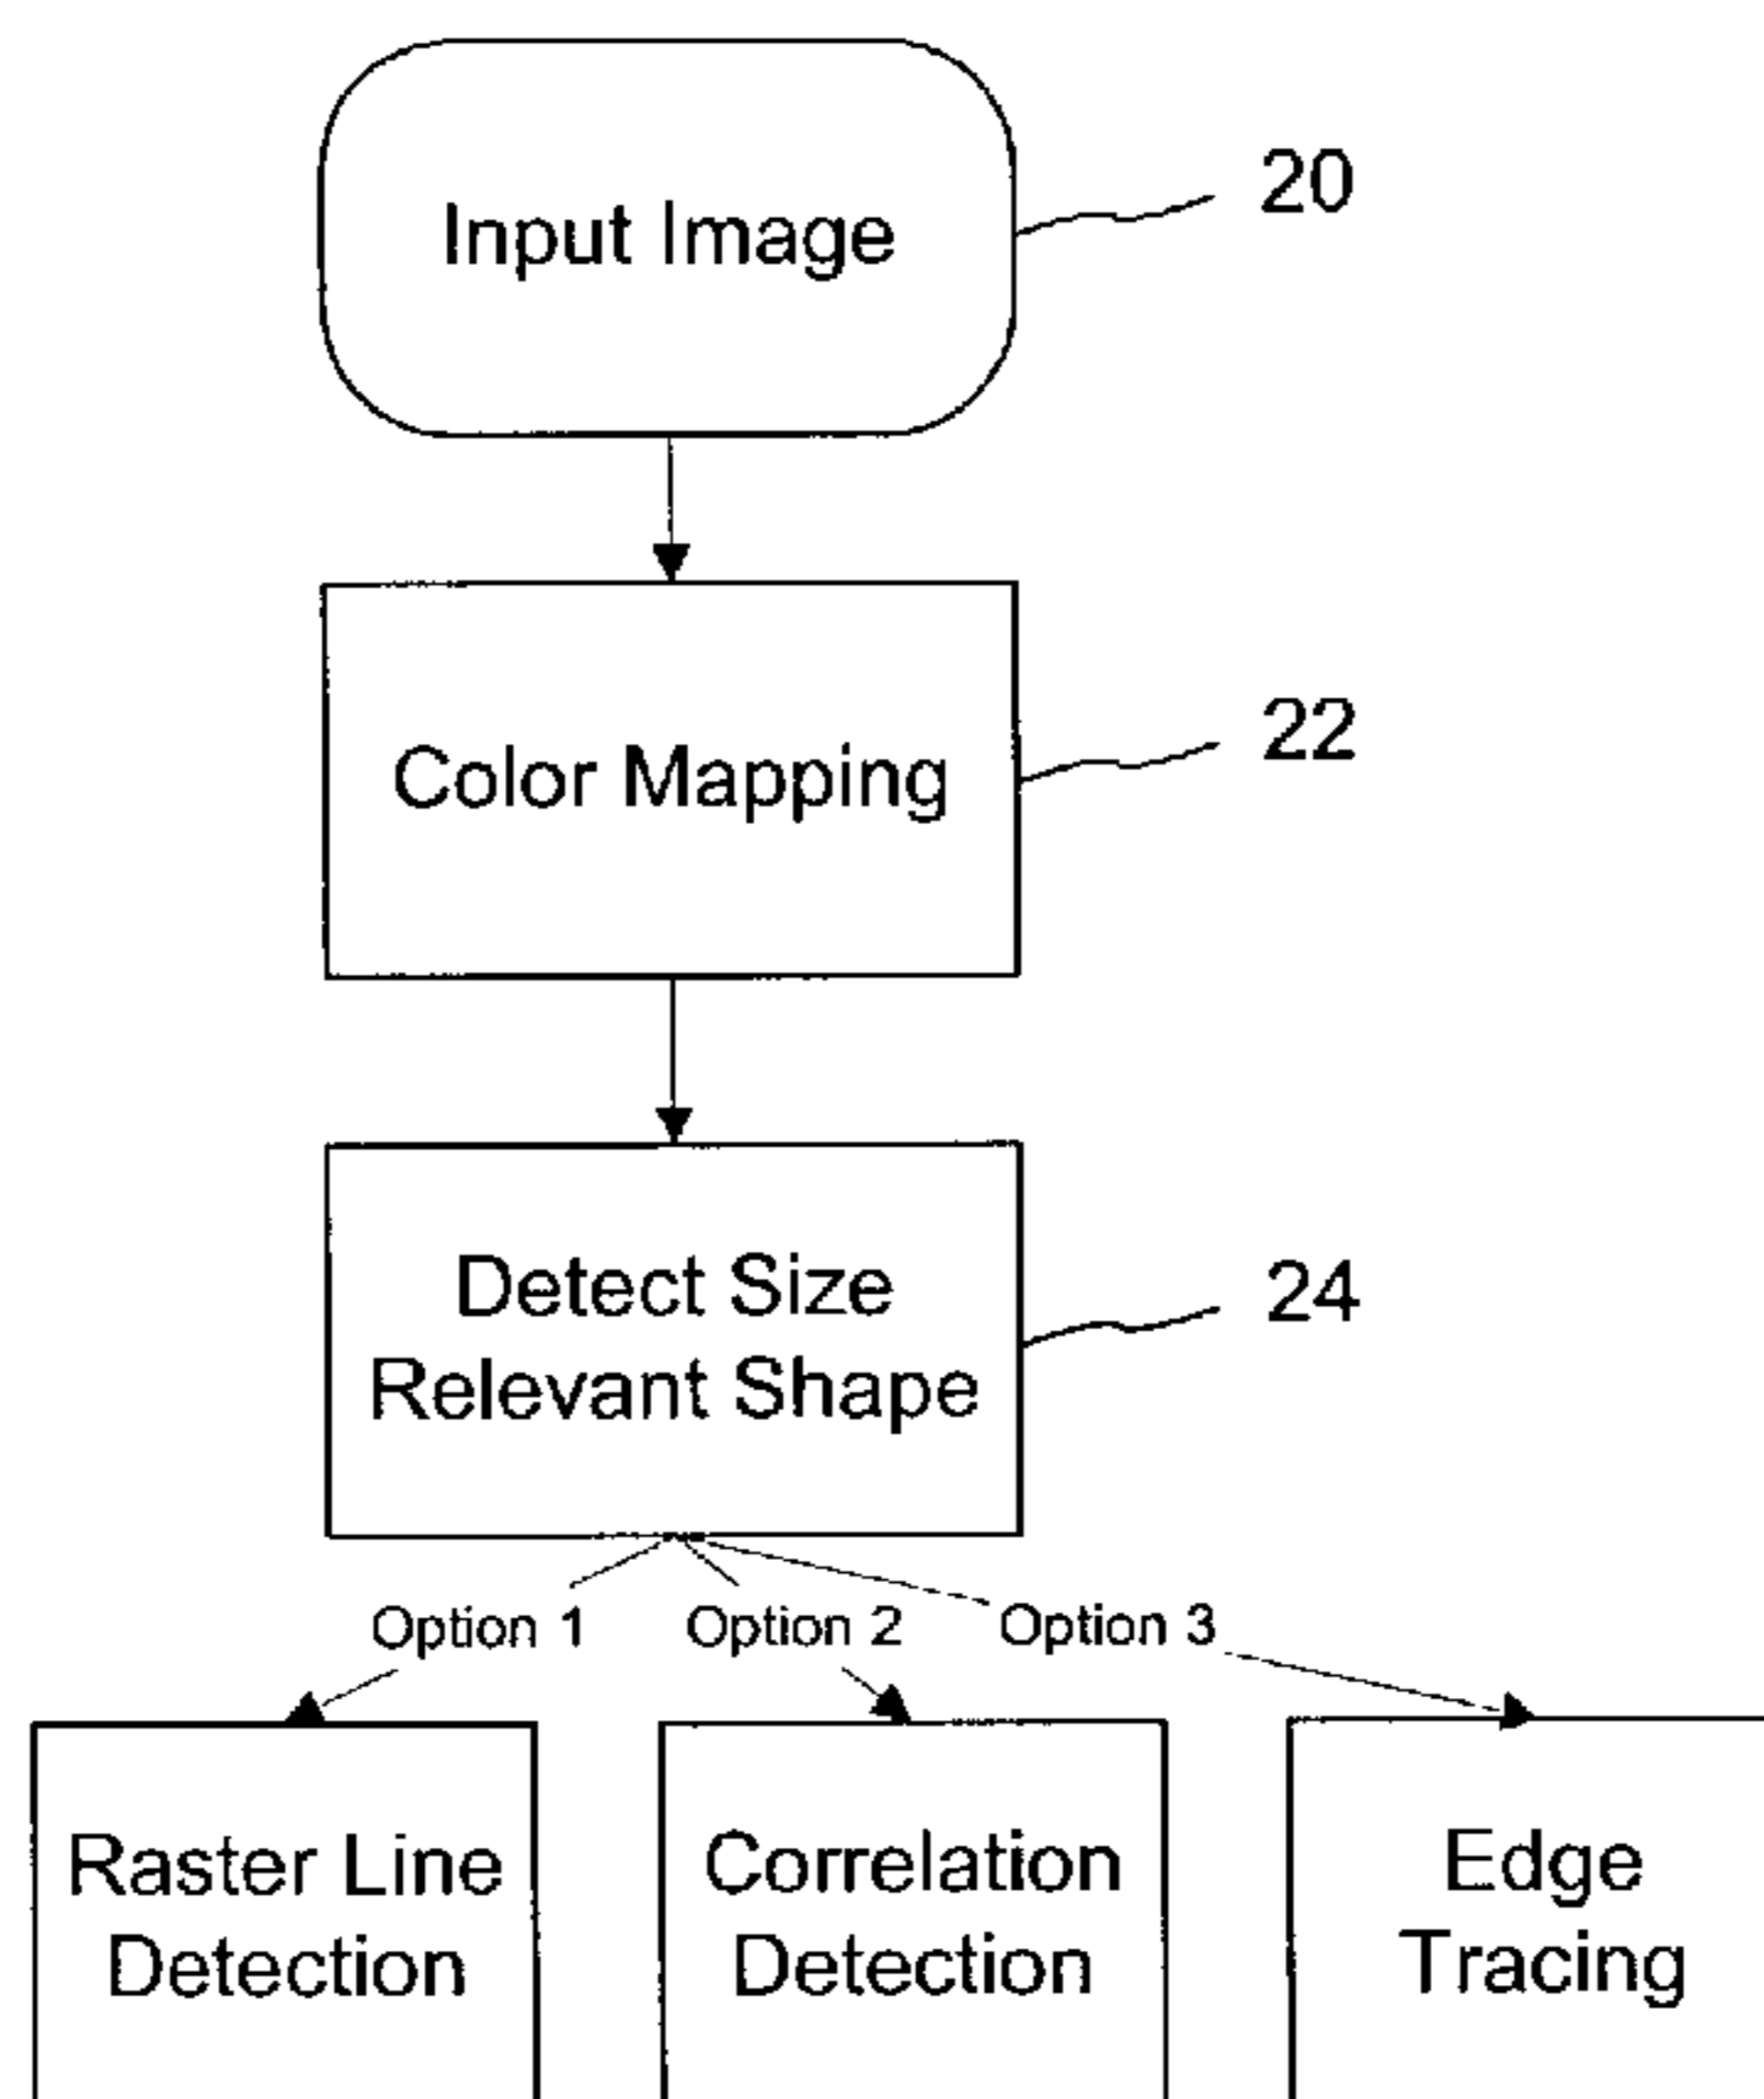 Input Image
20
Color Mapping
22
Detect Size
Relevant Shape
24
Option 1
Option 2
Option 3
Raster Line
Detection
Correlation
Detection
Edge
Tracing